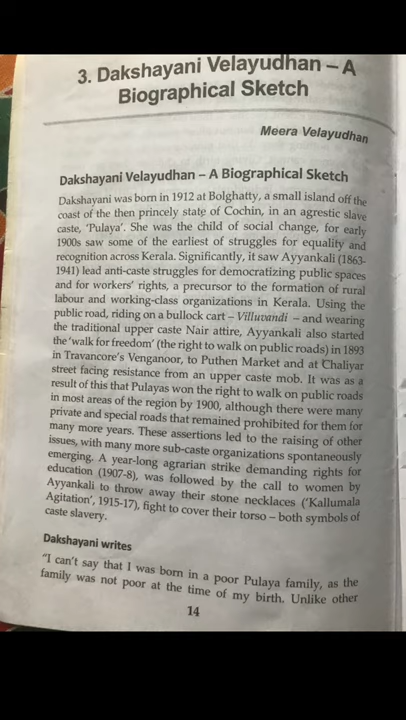 3. Dakshayani Velayudhan – A
Biographical Sketch
Meera Velayudhan
Dakshayani Velayudhan – A Biographical Sketch
Dakshayani was born in 1912 at Bolghatty, a small island off the
coast of the then princely state of Cochin, in an agrestic slave
caste, 'Pulaya'. She was the child of social change, for early
1900s saw some of the earliest of struggles for equality and
recognition across Kerala. Significantly, it saw Ayyankali (1863-
1941) lead anti-caste struggles for democratizing public spaces
and for workers' rights, a precursor to the formation of rural
labour and working-class organizations in Kerala. Using the
public road, riding on a bullock cart – Villuvandi – and wearing
the traditional upper caste Nair attire, Ayyankali also started
the 'walk for freedom' (the right to walk on public roads) in 1893
in Travancore's Venganoor, to Puthen Market and at Chaliyar
street facing resistance from an upper caste mob. It was as a
result of this that Pulayas won the right to walk on public roads
in most areas of the region by 1900, although there were many
private and special roads that remained prohibited for them for
many more years. These assertions led to the raising of other
issues, with many more sub-caste organizations spontaneously
emerging. A year-long agrarian strike demanding rights for
education (1907-8), was followed by the call to women by
Ayyankali to throw away their stone necklaces ('Kallumala
Agitation', 1915-17), fight to cover their torso – both symbols of
caste slavery.
Dakshayani writes
"I can't say that I was born in a poor Pulaya family, as the
family was not poor at the time of my birth. Unlike other
14